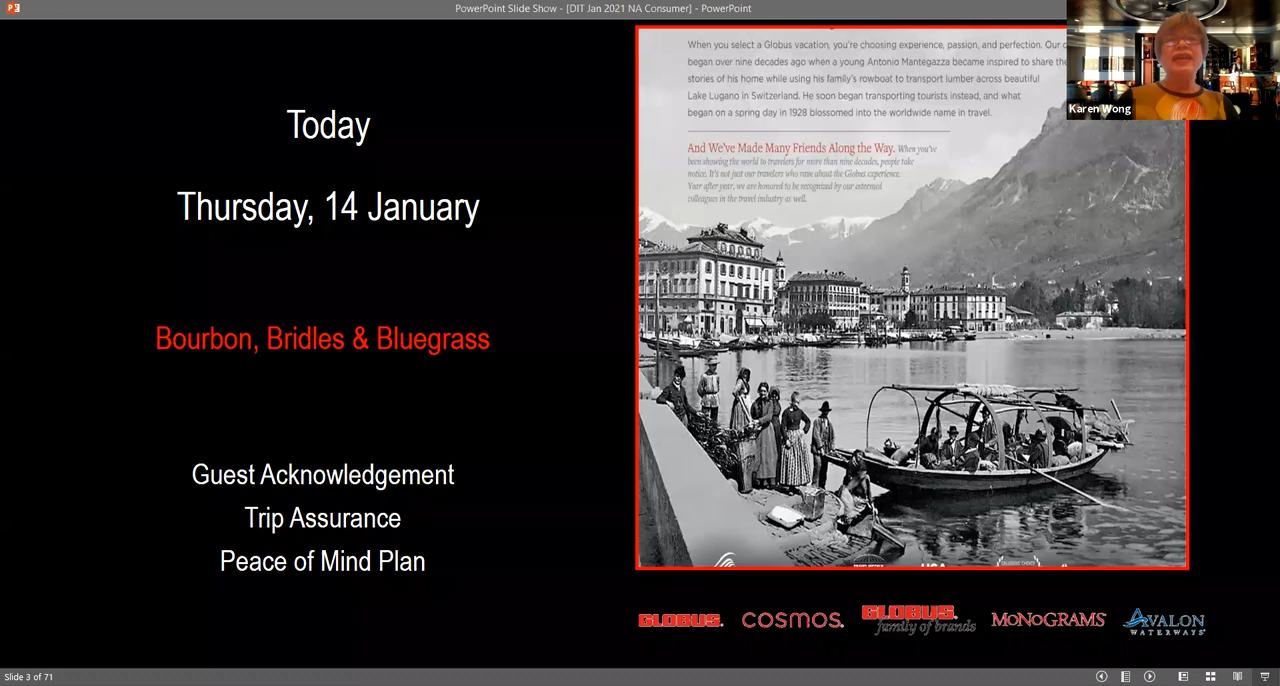 PowerPoint Slide Show - [DIT Jan 2021 NA Consumer] - PowerPoint
Today
Thursday, 14 January
Bourbon, Bridles & Bluegrass
Guest Acknowledgement
Trip Assurance
Peace of Mind Plan
When you select a Globus vacation, you're choosing experience, passion, and perfection. Our
began over nine decades ago when a young Antonio Mantegazza became inspired to share the
stories of his home while using his family's rowboat to transport lumber across beautiful
Lake Lugano in Switzerland. He soon began transporting tourists instead, and what
began on a spring day in 1928 blossomed into the worldwide name in travel.
And We've Made Many Friends Along the Way. When you've
been showing the world to travelers for more than nine decades, people take
notice. It's not just our travelers who rave about the Globus experience.
Year after year, we are honored to be recognized by our esteemed
colleagues in the travel industry as well.
Karen Wong
GLOBUS. COSMOS. GLOBUS. family of brands MONOGRAMS AVALON WATERWAYS
Slide 3 of 71